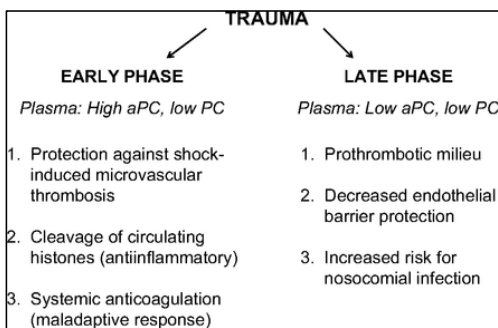 TRAUMA
EARLY PHASE
Plasma: High aPC, low PC
1. Protection against shock-
induced microvascular
thrombosis
2. Cleavage of circulating
histones (antiinflammatory)
3. Systemic anticoagulation
(maladaptive response)
LATE PHASE
Plasma: Low aPC, low PC
1. Prothrombotic milieu
2. Decreased endothelial
barrier protection
3. Increased risk for
nosocomial infection